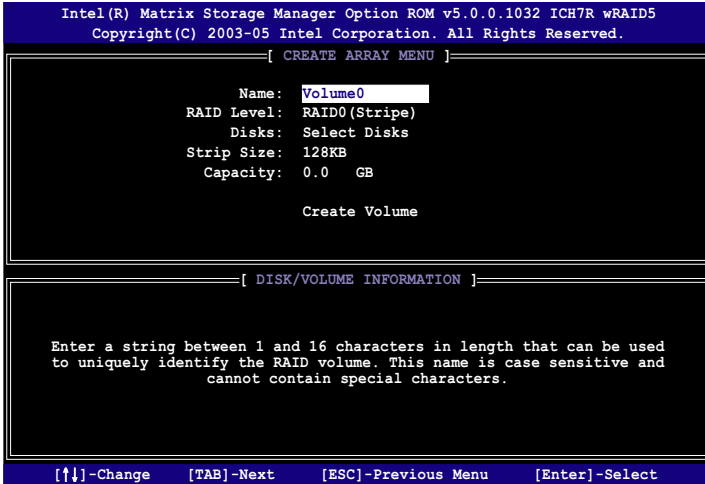 Intel(R) Matrix Storage Manager Option ROM v5.0.0.1032 ICH7R wRAID5
Copyright(C) 2003-05 Intel Corporation. All Rights Reserved.
[ CREATE ARRAY MENU ]
Name: Volume0
RAID Level: RAID0(Stripe)
Disks: Select Disks
Strip Size: 128KB
Capacity: 0.0 GB
Create Volume
[ DISK/VOLUME INFORMATION ]
Enter a string between 1 and 16 characters in length that can be used
to uniquely identify the RAID volume. This name is case sensitive and
cannot contain special characters.
[↑↓]-Change [TAB]-Next [ESC]-Previous Menu [Enter]-Select